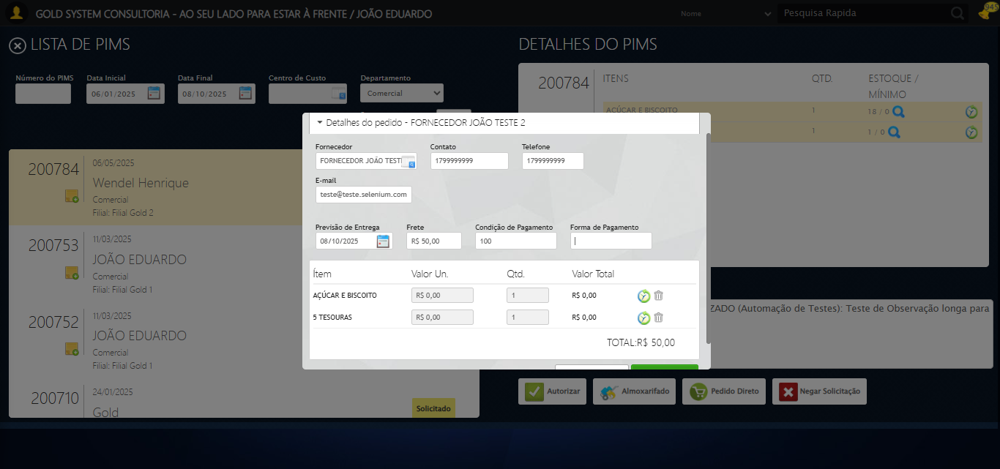 GOLD SYSTEM CONSULTORIA - AO SEU LADO PARA ESTAR À FRENTE / JOÃO EDUARDO
Nome
Pesquisa Rapida
945
LISTA DE PIMS
Número do PIMS
Data Inicial
Data Final
Centro de Custo
Departamento
06/01/2025
08/10/2025
Comercial
200784
06/05/2025
Wendel Henrique
Comercial
Filial: Filial Gold 2
200753
11/03/2025
JOÃO EDUARDO
Comercial
Filial: Filial Gold 1
200752
11/03/2025
JOÃO EDUARDO
Comercial
Filial: Filial Gold 1
200710
24/01/2025
Gold
Solicitado
Detalhes do pedido - FORNECEDOR JOÃO TESTE 2
Fornecedor
Contato
Telefone
FORNECEDOR JOÃO TEST
1799999999
1799999999
E-mail
teste@teste.selenium.com
Previsão de Entrega
Frete
Condição de Pagamento
Forma de Pagamento
08/10/2025
R$ 50,00
100
Ítem
Valor Un.
Qtd.
Valor Total
AÇÚCAR E BISCOITO
R$ 0,00
1
R$ 0,00
5 TESOURAS
R$ 0,00
1
R$ 0,00
TOTAL:R$ 50,00
DETALHES DO PIMS
200784
ITENS
QTD.
ESTOQUE /
MÍNIMO
AÇÚCAR E BISCOITO
1
18 / 0
1
1 / 0
ZADO (Automação de Testes): Teste de Observação longa para
Autorizar
Almoxarifado
Pedido Direto
Negar Solicitação